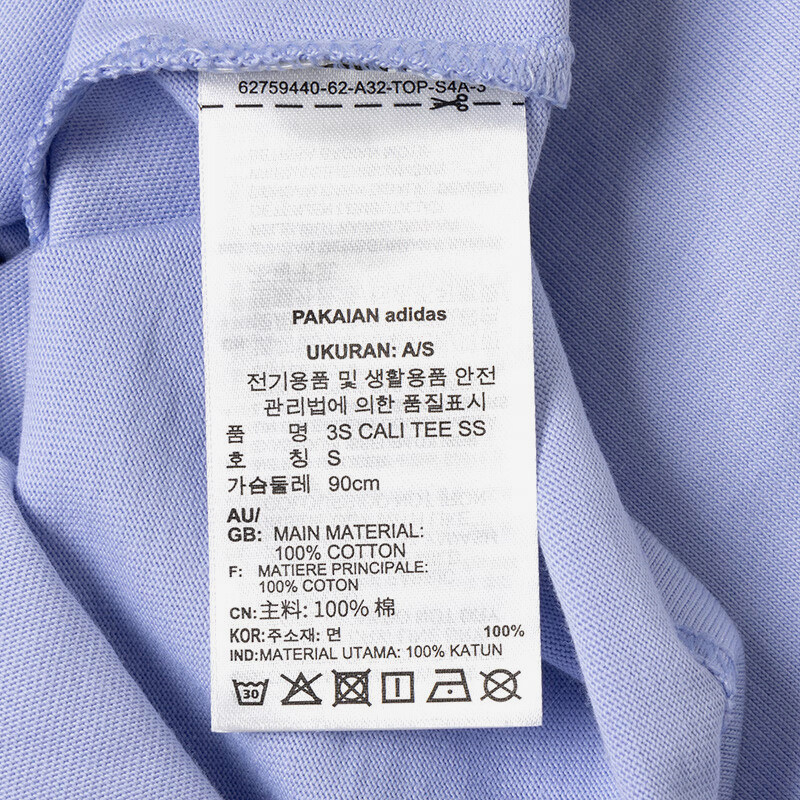 62759440-62-A32-TOP-S4A-3
PAKAIAN adidas
UKURAN: A/S
전기용품 및 생활용품 안전
관리법에 의한 품질표시
품 명 3S CALI TEE SS
호 칭 S
가슴둘레 90cm
AU/
GB: MAIN MATERIAL:
100% COTTON
F: MATIERE PRINCIPALE:
100% COTON
CN: 主料: 100% 棉
KOR: 주소재: 면 100%
IND: MATERIAL UTAMA: 100% KATUN
30